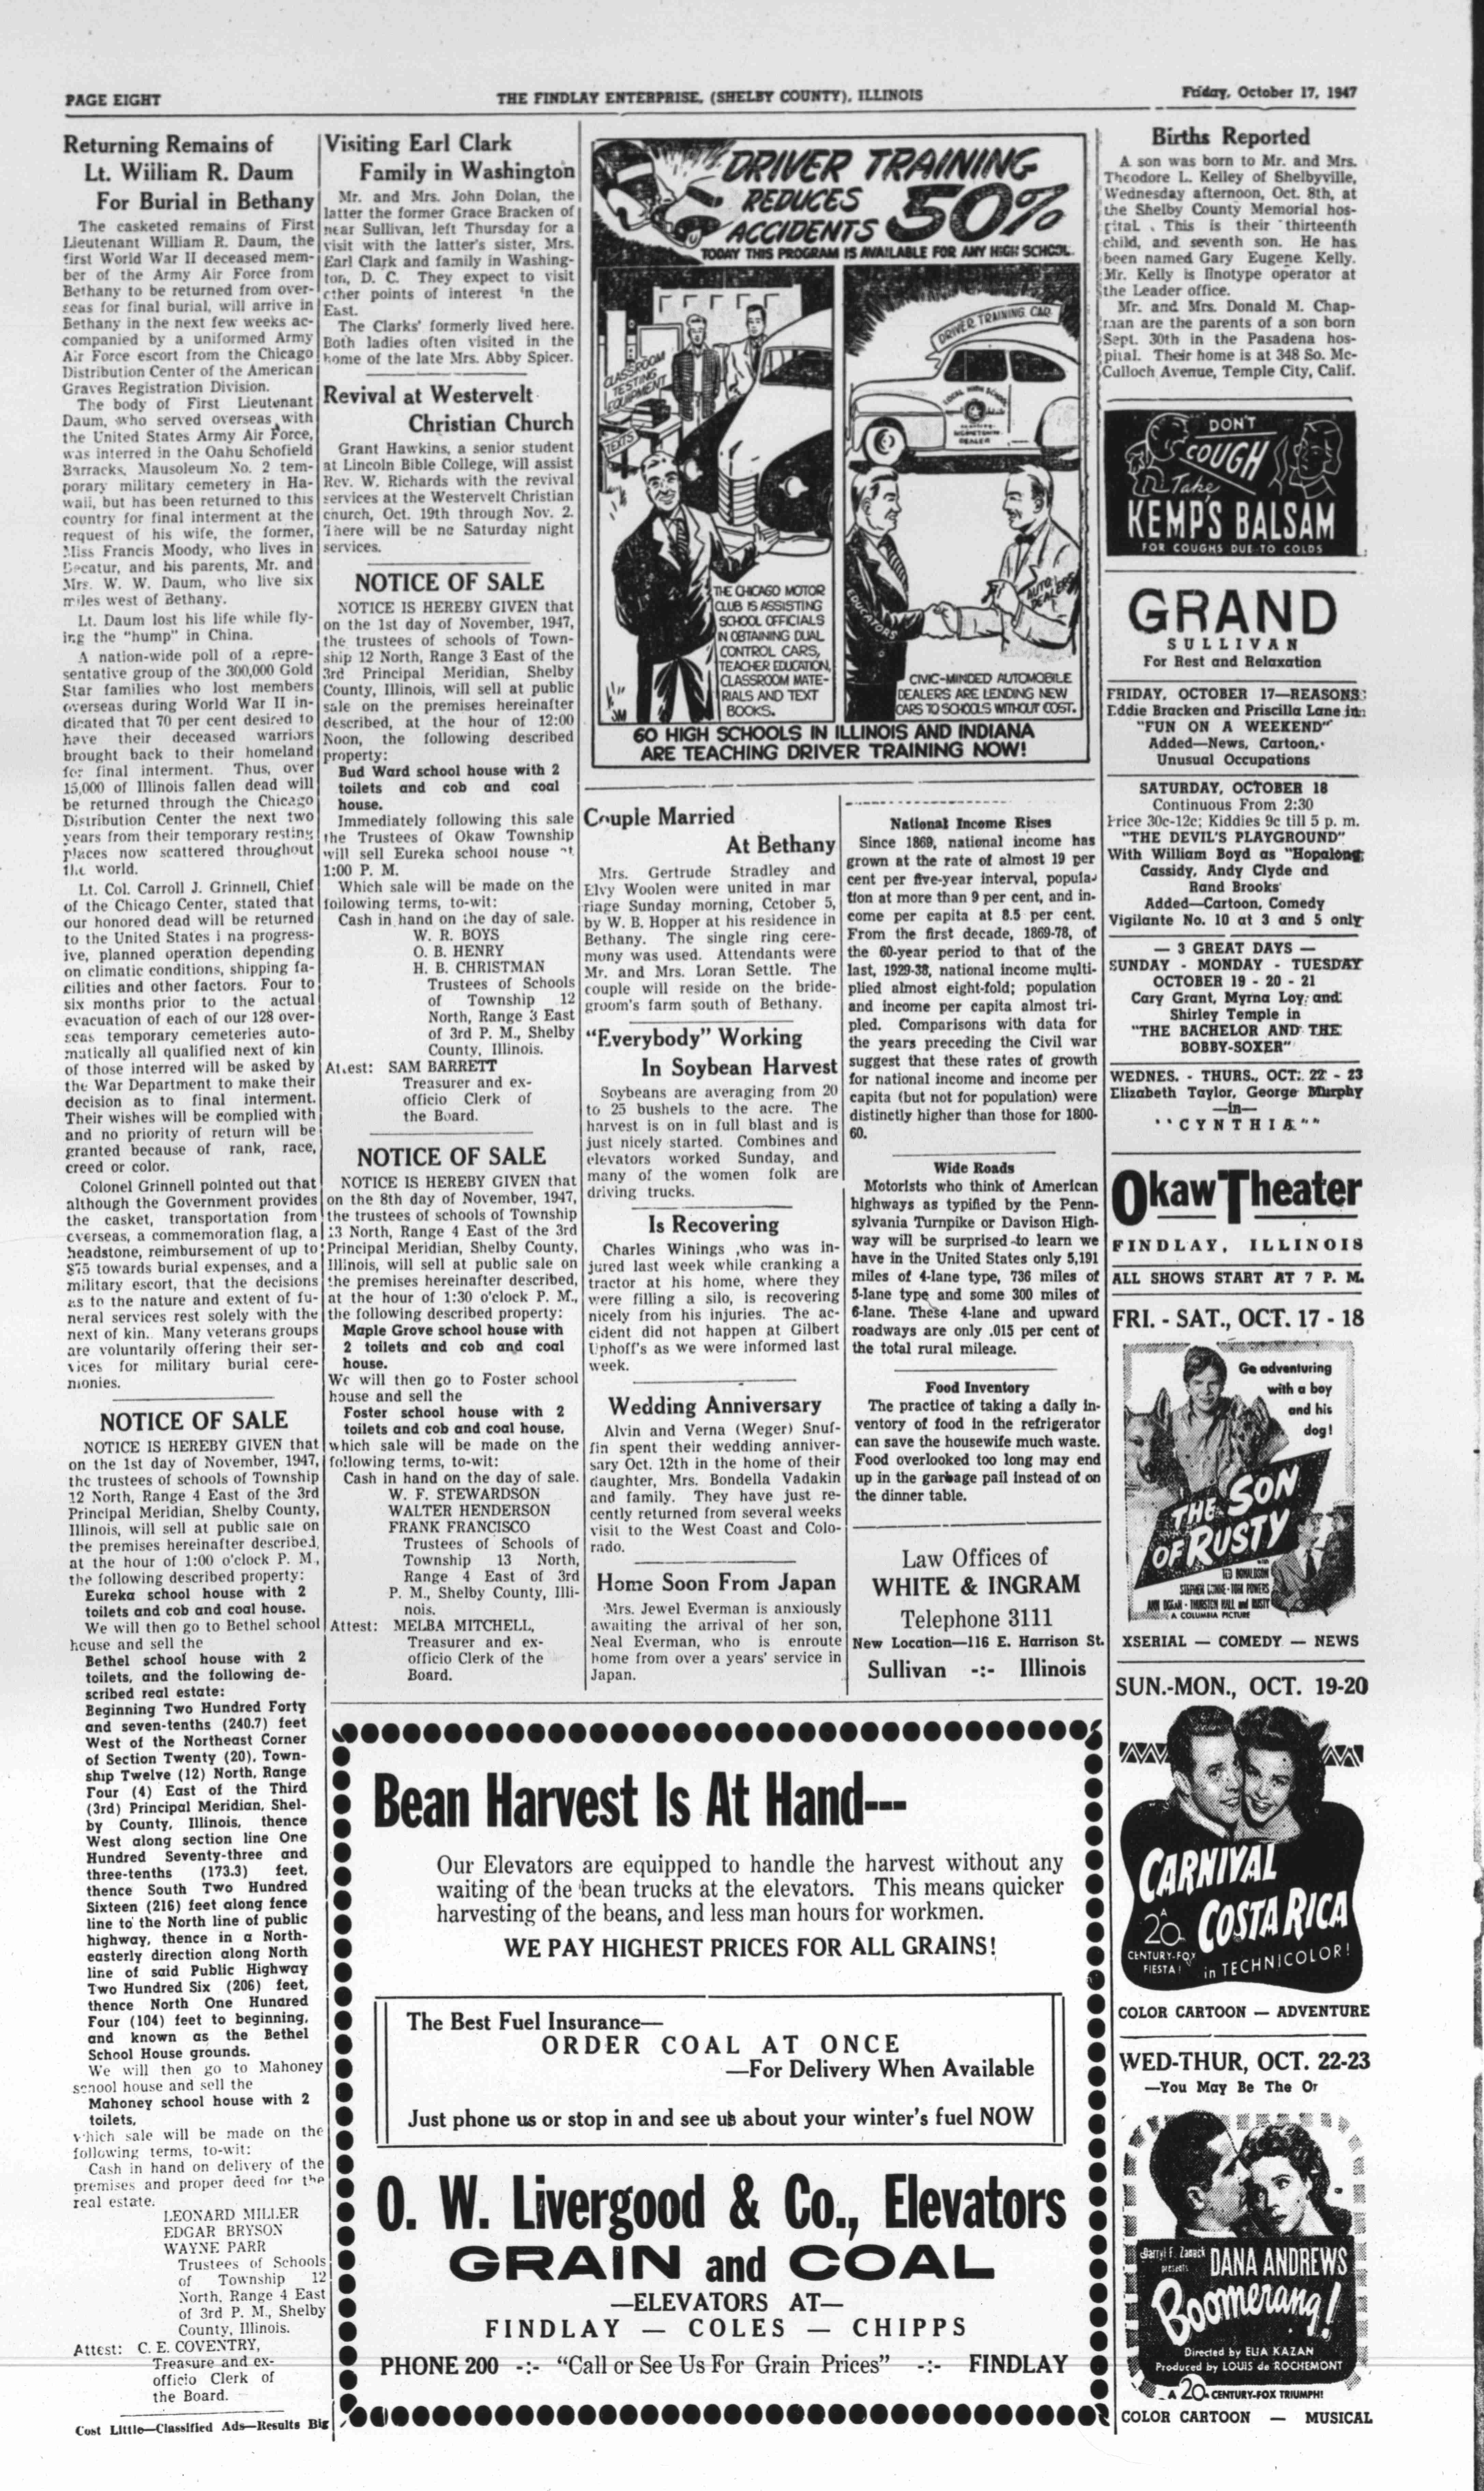 PAGE EIGHT
THE FINDLAY ENTERPRISE, (SHELBY COUNTY), ILLINOIS
Friday, October 17, 1947
Returning Remains of
Lt. William R. Daum
For Burial in Bethany
The casketed remains of First
Lieutenant William R. Daum, the
first World War II deceased mem-
ber of the Army Air Force from
Bethany to be returned from over-
seas for final burial, will arrive in
Bethany in the next few weeks ac-
companied by a uniformed Army
Air Force escort from the Chicago
Distribution Center of the American
Graves Registration Division.
The body of First Lieutenant
Daum, who served overseas with
the United States Army Air Force,
was interred in the Oahu Schofield
Barracks, Mausoleum No. 2 tem-
porary military cemetery in Ha-
waii, but has been returned to this
country for final interment at the
request of his wife, the former,
Miss Francis Moody, who lives in
Decatur, and his parents, Mr. and
Mrs. W. W. Daum, who live six
miles west of Bethany.
Lt. Daum lost his life while fly-
ing the "hump" in China.
A nation-wide poll of a repre-
sentative group of the 300,000 Gold
Star families who lost members
overseas during World War II in-
dicated that 70 per cent desired to
have their deceased warriors
brought back to their homeland
for final interment. Thus, over
15,000 of Illinois fallen dead will
be returned through the Chicago
Distribution Center the next two
years from their temporary resting
places now scattered throughout
the world.
Lt. Col. Carroll J. Grinnell, Chief
of the Chicago Center, stated that
our honored dead will be returned
to the United States i na progress-
ive, planned operation depending
on climatic conditions, shipping fa-
cilities and other factors. Four to
six months prior to the actual
evacuation of each of our 128 over-
seas temporary cemeteries auto-
matically all qualified next of kin
of those interred will be asked by
the War Department to make their
decision as to final interment.
Their wishes will be complied with
and no priority of return will be
granted because of rank, race,
creed or color.
Colonel Grinnell pointed out that
although the Government provides
the casket, transportation from
overseas, a commemoration flag, a
headstone, reimbursement of up to
$75 towards burial expenses, and a
military escort, that the decisions
as to the nature and extent of fu-
neral services rest solely with the
next of kin. Many veterans groups
are voluntarily offering their ser-
vices for military burial cere-
monies.
NOTICE OF SALE
NOTICE IS HEREBY GIVEN that
on the 1st day of November, 1947,
the trustees of schools of Township
12 North, Range 4 East of the 3rd
Principal Meridian, Shelby County,
Illinois, will sell at public sale on
the premises hereinafter described,
at the hour of 1:00 o'clock P. M.,
the following described property:
Eureka school house with 2
toilets and cob and coal house.
We will then go to Bethel school
house and sell the
Bethel school house with 2
toilets, and the following de-
scribed real estate:
Beginning Two Hundred Forty
and seven-tenths (240.7) feet
West of the Northeast Corner
of Section Twenty (20), Town-
ship Twelve (12) North, Range
Four (4) East of the Third
(3rd) Principal Meridian, Shel-
by County, Illinois, thence
West along section line One
Hundred Seventy-three and
three-tenths (173.3) feet,
thence South Two Hundred
Sixteen (216) feet along fence
line to the North line of public
highway, thence in a North-
easterly direction along North
line of said Public Highway
Two Hundred Six (206) feet,
thence North One Hundred
Four (104) feet to beginning,
and known as the Bethel
School House grounds.
We will then go to Mahoney
school house and sell the
Mahoney school house with 2
toilets,
which sale will be made on the
following terms, to-wit:
Cash in hand on delivery of the
premises and proper deed for the
real estate.
LEONARD MILLER
EDGAR BRYSON
WAYNE PARR
Trustees of Schools
of Township 12
North, Range 4 East
of 3rd P. M., Shelby
County, Illinois.
Attest: C. E. COVENTRY,
Treasure and ex-
officio Clerk of
the Board.
Cost Little—Classified Ads—Results Big
Visiting Earl Clark
Family in Washington
Mr. and Mrs. John Dolan, the
latter the former Grace Bracken of
near Sullivan, left Thursday for a
visit with the latter's sister, Mrs.
Earl Clark and family in Washing-
ton, D. C. They expect to visit
other points of interest in the
East.
The Clarks' formerly lived here.
Both ladies often visited in the
home of the late Mrs. Abby Spicer.
Revival at Westervelt
Christian Church
Grant Hawkins, a senior student
at Lincoln Bible College, will assist
Rev. W. Richards with the revival
services at the Westervelt Christian
church, Oct. 19th through Nov. 2.
There will be no Saturday night
services.
NOTICE OF SALE
NOTICE IS HEREBY GIVEN that
on the 1st day of November, 1947,
the trustees of schools of Town-
ship 12 North, Range 3 East of the
3rd Principal Meridian, Shelby
County, Illinois, will sell at public
sale on the premises hereinafter
described, at the hour of 12:00
Noon, the following described
property:
Bud Ward school house with 2
toilets and cob and coal
house.
Immediately following this sale
the Trustees of Okaw Township
will sell Eureka school house at
1:00 P. M.
Which sale will be made on the
following terms, to-wit:
Cash in hand on the day of sale.
W. R. BOYS
O. B. HENRY
H. B. CHRISTMAN
Trustees of Schools
of Township 12
North, Range 3 East
of 3rd P. M., Shelby
County, Illinois.
Attest: SAM BARRETT
Treasurer and ex-
officio Clerk of
the Board.
NOTICE OF SALE
NOTICE IS HEREBY GIVEN that
on the 8th day of November, 1947,
the trustees of schools of Township
13 North, Range 4 East of the 3rd
Principal Meridian, Shelby County,
Illinois, will sell at public sale on
the premises hereinafter described,
at the hour of 1:30 o'clock P. M.,
the following described property:
Maple Grove school house with
2 toilets and cob and coal
house.
We will then go to Foster school
house and sell the
Foster school house with 2
toilets and cob and coal house,
which sale will be made on the
following terms, to-wit:
Cash in hand on the day of sale.
W. F. STEWARDSON
WALTER HENDERSON
FRANK FRANCISCO
Trustees of Schools of
Township 13 North,
Range 4 East of 3rd
P. M., Shelby County, Illi-
nois.
Attest: MELBA MITCHELL,
Treasurer and ex-
officio Clerk of the
Board.
DRIVER TRAINING
REDUCES
ACCIDENTS 50%
TODAY THIS PROGRAM IS AVAILABLE FOR ANY HIGH SCHOOL.
CLASSROOM
TESTING
EQUIPMENT
TEXTS
THE CHICAGO MOTOR
CLUB IS ASSISTING
SCHOOL OFFICIALS
IN OBTAINING DUAL
CONTROL CARS,
TEACHER EDUCATION,
CLASSROOM MATE-
RIALS AND TEXT
BOOKS.
DRIVER TRAINING CAR
LOCAL HIGH SCHOOL
DEALER
EDUCATORS
AUTO
DEALERS
CIVIC-MINDED AUTOMOBILE
DEALERS ARE LENDING NEW
CARS TO SCHOOLS WITHOUT COST.
60 HIGH SCHOOLS IN ILLINOIS AND INDIANA
ARE TEACHING DRIVER TRAINING NOW!
Couple Married
At Bethany
Mrs. Gertrude Stradley and
Elvy Woolen were united in mar
riage Sunday morning, October 5,
by W. B. Hopper at his residence in
Bethany. The single ring cere-
mony was used. Attendants were
Mr. and Mrs. Loran Settle. The
couple will reside on the bride-
groom's farm south of Bethany.
"Everybody" Working
In Soybean Harvest
Soybeans are averaging from 20
to 25 bushels to the acre. The
harvest is on in full blast and is
just nicely started. Combines and
elevators worked Sunday, and
many of the women folk are
driving trucks.
Is Recovering
Charles Winings ,who was in-
jured last week while cranking a
tractor at his home, where they
were filling a silo, is recovering
nicely from his injuries. The ac-
cident did not happen at Gilbert
Uphoff's as we were informed last
week.
Wedding Anniversary
Alvin and Verna (Weger) Snuf-
fin spent their wedding anniver-
sary Oct. 12th in the home of their
daughter, Mrs. Bondella Vadakin
and family. They have just re-
cently returned from several weeks
visit to the West Coast and Colo-
rado.
Home Soon From Japan
Mrs. Jewel Everman is anxiously
awaiting the arrival of her son,
Neal Everman, who is enroute
home from over a years' service in
Japan.
National Income Rises
Since 1869, national income has
grown at the rate of almost 19 per
cent per five-year interval, popula-
tion at more than 9 per cent, and in-
come per capita at 8.5 per cent.
From the first decade, 1869-78, of
the 60-year period to that of the
last, 1929-38, national income multi-
plied almost eight-fold; population
and income per capita almost tri-
pled. Comparisons with data for
the years preceding the Civil war
suggest that these rates of growth
for national income and income per
capita (but not for population) were
distinctly higher than those for 1800-
60.
Wide Roads
Motorists who think of American
highways as typified by the Penn-
sylvania Turnpike or Davison High-
way will be surprised to learn we
have in the United States only 5,191
miles of 4-lane type, 736 miles of
5-lane type and some 300 miles of
6-lane. These 4-lane and upward
roadways are only .015 per cent of
the total rural mileage.
Food Inventory
The practice of taking a daily in-
ventory of food in the refrigerator
can save the housewife much waste.
Food overlooked too long may end
up in the garbage pail instead of on
the dinner table.
Law Offices of
WHITE & INGRAM
Telephone 3111
New Location—116 E. Harrison St.
Sullivan -:- Illinois
Bean Harvest Is At Hand---
Our Elevators are equipped to handle the harvest without any
waiting of the bean trucks at the elevators. This means quicker
harvesting of the beans, and less man hours for workmen.
WE PAY HIGHEST PRICES FOR ALL GRAINS!
The Best Fuel Insurance—
ORDER COAL AT ONCE
—For Delivery When Available
Just phone us or stop in and see us about your winter's fuel NOW
O. W. Livergood & Co., Elevators
GRAIN and COAL
—ELEVATORS AT—
FINDLAY — COLES — CHIPPS
PHONE 200 -:- "Call or See Us For Grain Prices" -:- FINDLAY
Births Reported
A son was born to Mr. and Mrs.
Theodore L. Kelley of Shelbyville,
Wednesday afternoon, Oct. 8th, at
the Shelby County Memorial hos-
pital. This is their thirteenth
child, and seventh son. He has
been named Gary Eugene Kelly.
Mr. Kelly is linotype operator at
the Leader office.
Mr. and Mrs. Donald M. Chap-
man are the parents of a son born
Sept. 30th in the Pasadena hos-
pital. Their home is at 348 So. Mc-
Culloch Avenue, Temple City, Calif.
DON'T
COUGH
Take
KEMP'S BALSAM
FOR COUGHS DUE TO COLDS
GRAND
SULLIVAN
For Rest and Relaxation
FRIDAY, OCTOBER 17—REASONS:
Eddie Bracken and Priscilla Lane in
"FUN ON A WEEKEND"
Added—News, Cartoon,
Unusual Occupations
SATURDAY, OCTOBER 18
Continuous From 2:30
Price 30c-12c; Kiddies 9c till 5 p. m.
"THE DEVIL'S PLAYGROUND"
With William Boyd as "Hopalong
Cassidy, Andy Clyde and
Rand Brooks
Added—Cartoon, Comedy
Vigilante No. 10 at 3 and 5 only
— 3 GREAT DAYS —
SUNDAY - MONDAY - TUESDAY
OCTOBER 19 - 20 - 21
Cary Grant, Myrna Loy and
Shirley Temple in
"THE BACHELOR AND THE
BOBBY-SOXER"
WEDNES. - THURS., OCT. 22 - 23
Elizabeth Taylor, George Murphy
—in—
"CYNTHIA"
Okaw Theater
FINDLAY, ILLINOIS
ALL SHOWS START AT 7 P. M.
FRI. - SAT., OCT. 17 - 18
Go adventuring
with a boy
and his
dog!
THE SON
OF RUSTY
TED DONALDSON
STEPHEN DUNNE · TOM POWERS
ANN DORAN · THURSTON HALL and RUSTY
A COLUMBIA PICTURE
XSERIAL — COMEDY — NEWS
SUN.-MON., OCT. 19-20
CARNIVAL
COSTA RICA
A
20
CENTURY-FOX
FIESTA!
in TECHNICOLOR!
COLOR CARTOON — ADVENTURE
WED-THUR, OCT. 22-23
—You May Be The Or
Darryl F. Zanuck
presents
DANA ANDREWS
Boomerang!
Directed by ELIA KAZAN
Produced by LOUIS de ROCHEMONT
A 20 CENTURY-FOX TRIUMPH!
COLOR CARTOON — MUSICAL